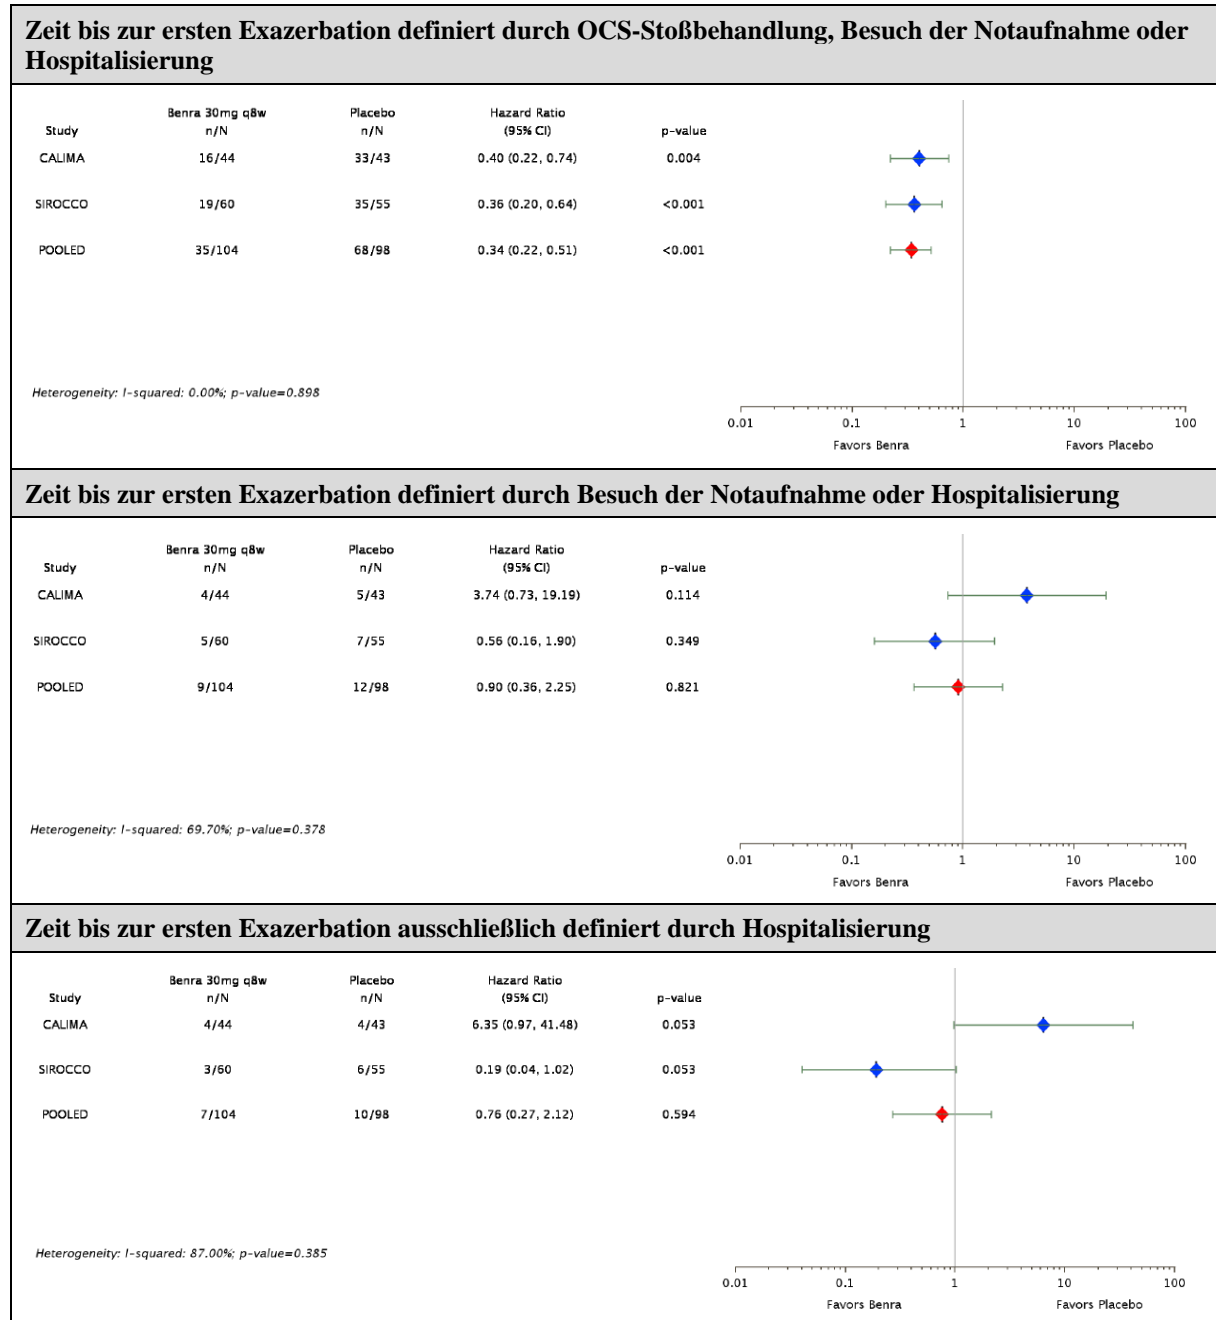 Zeit bis zur ersten Exazerbation definiert durch OCS-Stoßbehandlung, Besuch der Notaufnahme oder
Hospitalisierung
Benra 30mg q8w Placebo Hazard Ratio
Study n/N n/N (95% CI) p-value
CALIMA 16/44 33/43 0.40 (0.22, 0.74) 0.004
SIROCCO 19/60 35/55 0.36 (0.20, 0.64) <0.001
POOLED 35/104 68/98 0.34 (0.22, 0.51) <0.001
Heterogeneity: I-squared: 0.00%; p-value=0.898
0.01 0.1 1 10 100
Favors Benra Favors Placebo
Zeit bis zur ersten Exazerbation definiert durch Besuch der Notaufnahme oder Hospitalisierung
Benra 30mg q8w Placebo Hazard Ratio
Study n/N n/N (95% CI) p-value
CALIMA 4/44 5/43 3.74 (0.73, 19.19) 0.114
SIROCCO 5/60 7/55 0.56 (0.16, 1.90) 0.349
POOLED 9/104 12/98 0.90 (0.36, 2.25) 0.821
Heterogeneity: I-squared: 69.70%; p-value=0.378
0.01 0.1 1 10 100
Favors Benra Favors Placebo
Zeit bis zur ersten Exazerbation ausschließlich definiert durch Hospitalisierung
Benra 30mg q8w Placebo Hazard Ratio
Study n/N n/N (95% CI) p-value
CALIMA 4/44 4/43 6.35 (0.97, 41.48) 0.053
SIROCCO 3/60 6/55 0.19 (0.04, 1.02) 0.053
POOLED 7/104 10/98 0.76 (0.27, 2.12) 0.594
Heterogeneity: I-squared: 87.00%; p-value=0.385
0.01 0.1 1 10 100
Favors Benra Favors Placebo